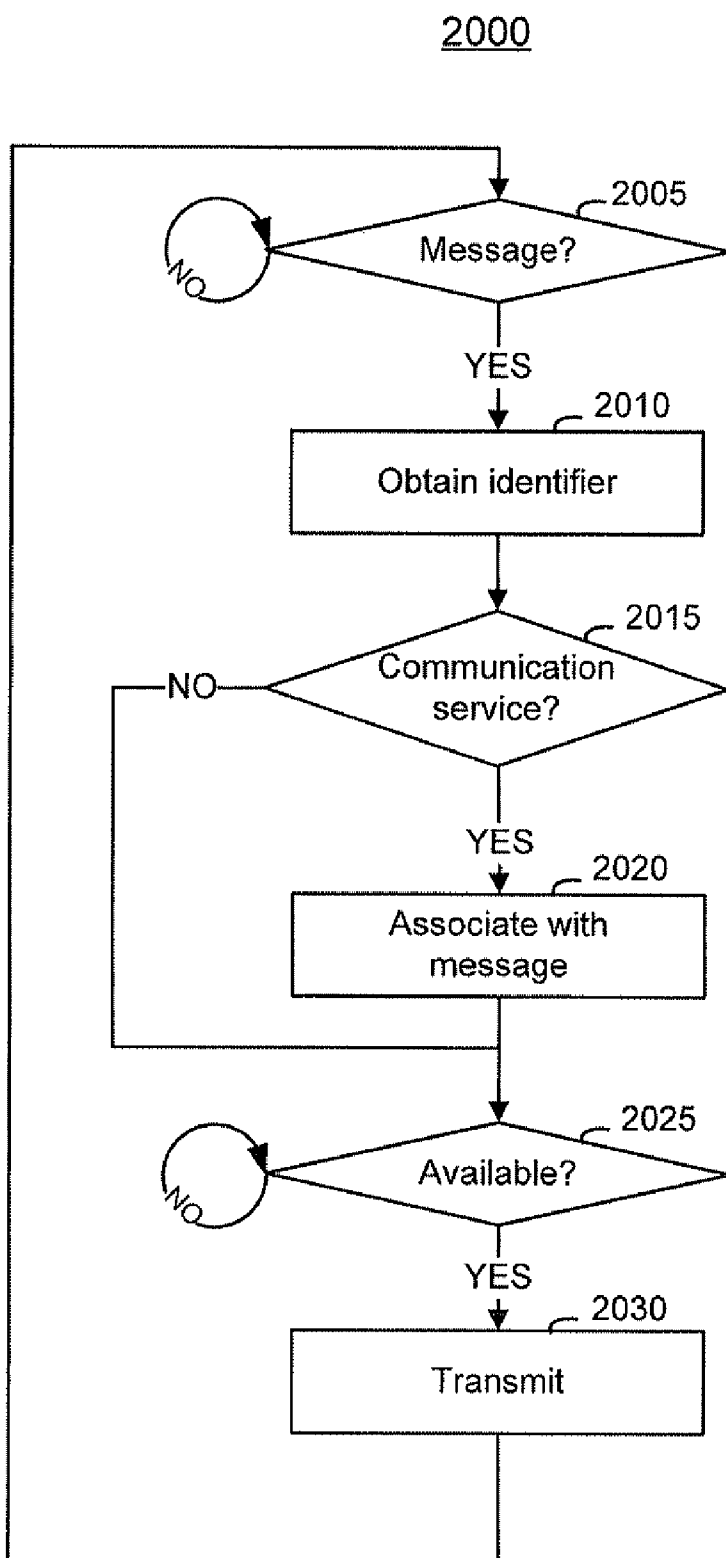 2000
2005
Message?
NO
YES
2010
Obtain identifier
2015
Communication
service?
NO
YES
2020
Associate with
message
2025
Available?
NO
YES
2030
Transmit